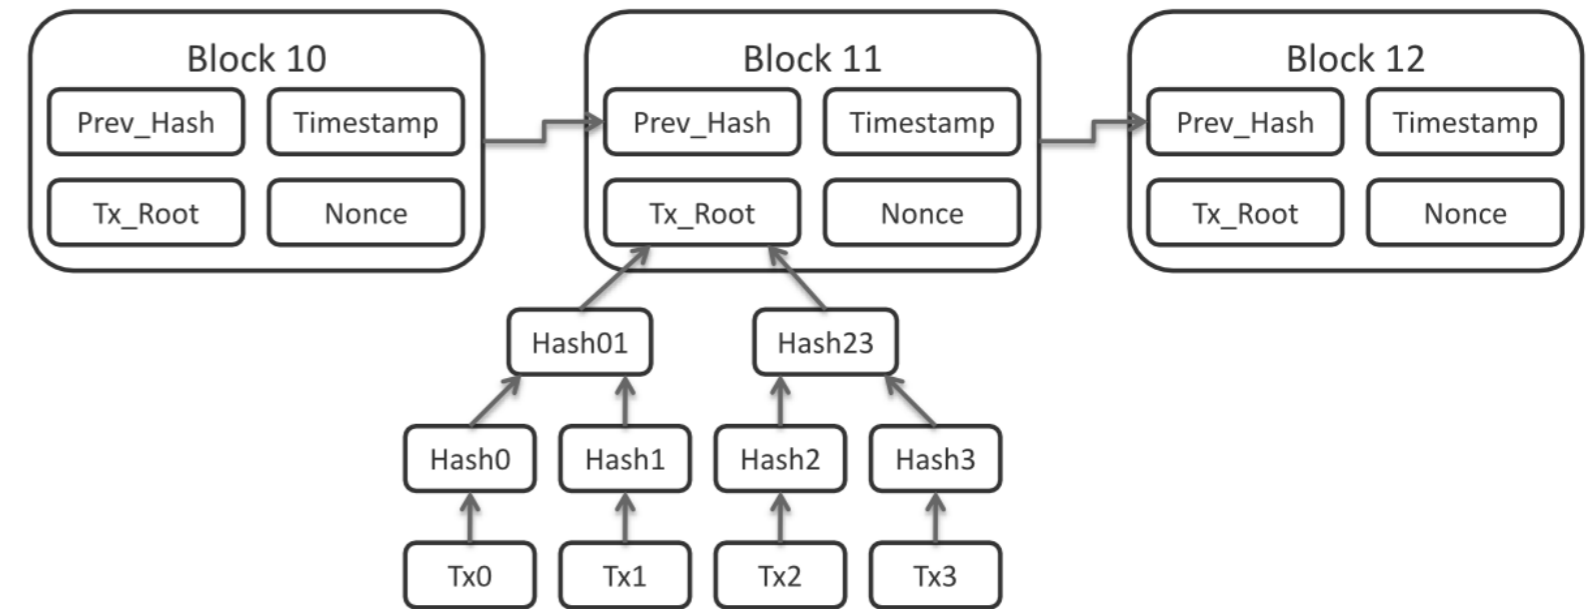 Block 10
Prev_Hash
Timestamp
Tx_Root
Nonce
Block 11
Prev_Hash
Timestamp
Tx_Root
Nonce
Block 12
Prev_Hash
Timestamp
Tx_Root
Nonce
Hash01
Hash23
Hash0
Hash1
Hash2
Hash3
Tx0
Tx1
Tx2
Tx3